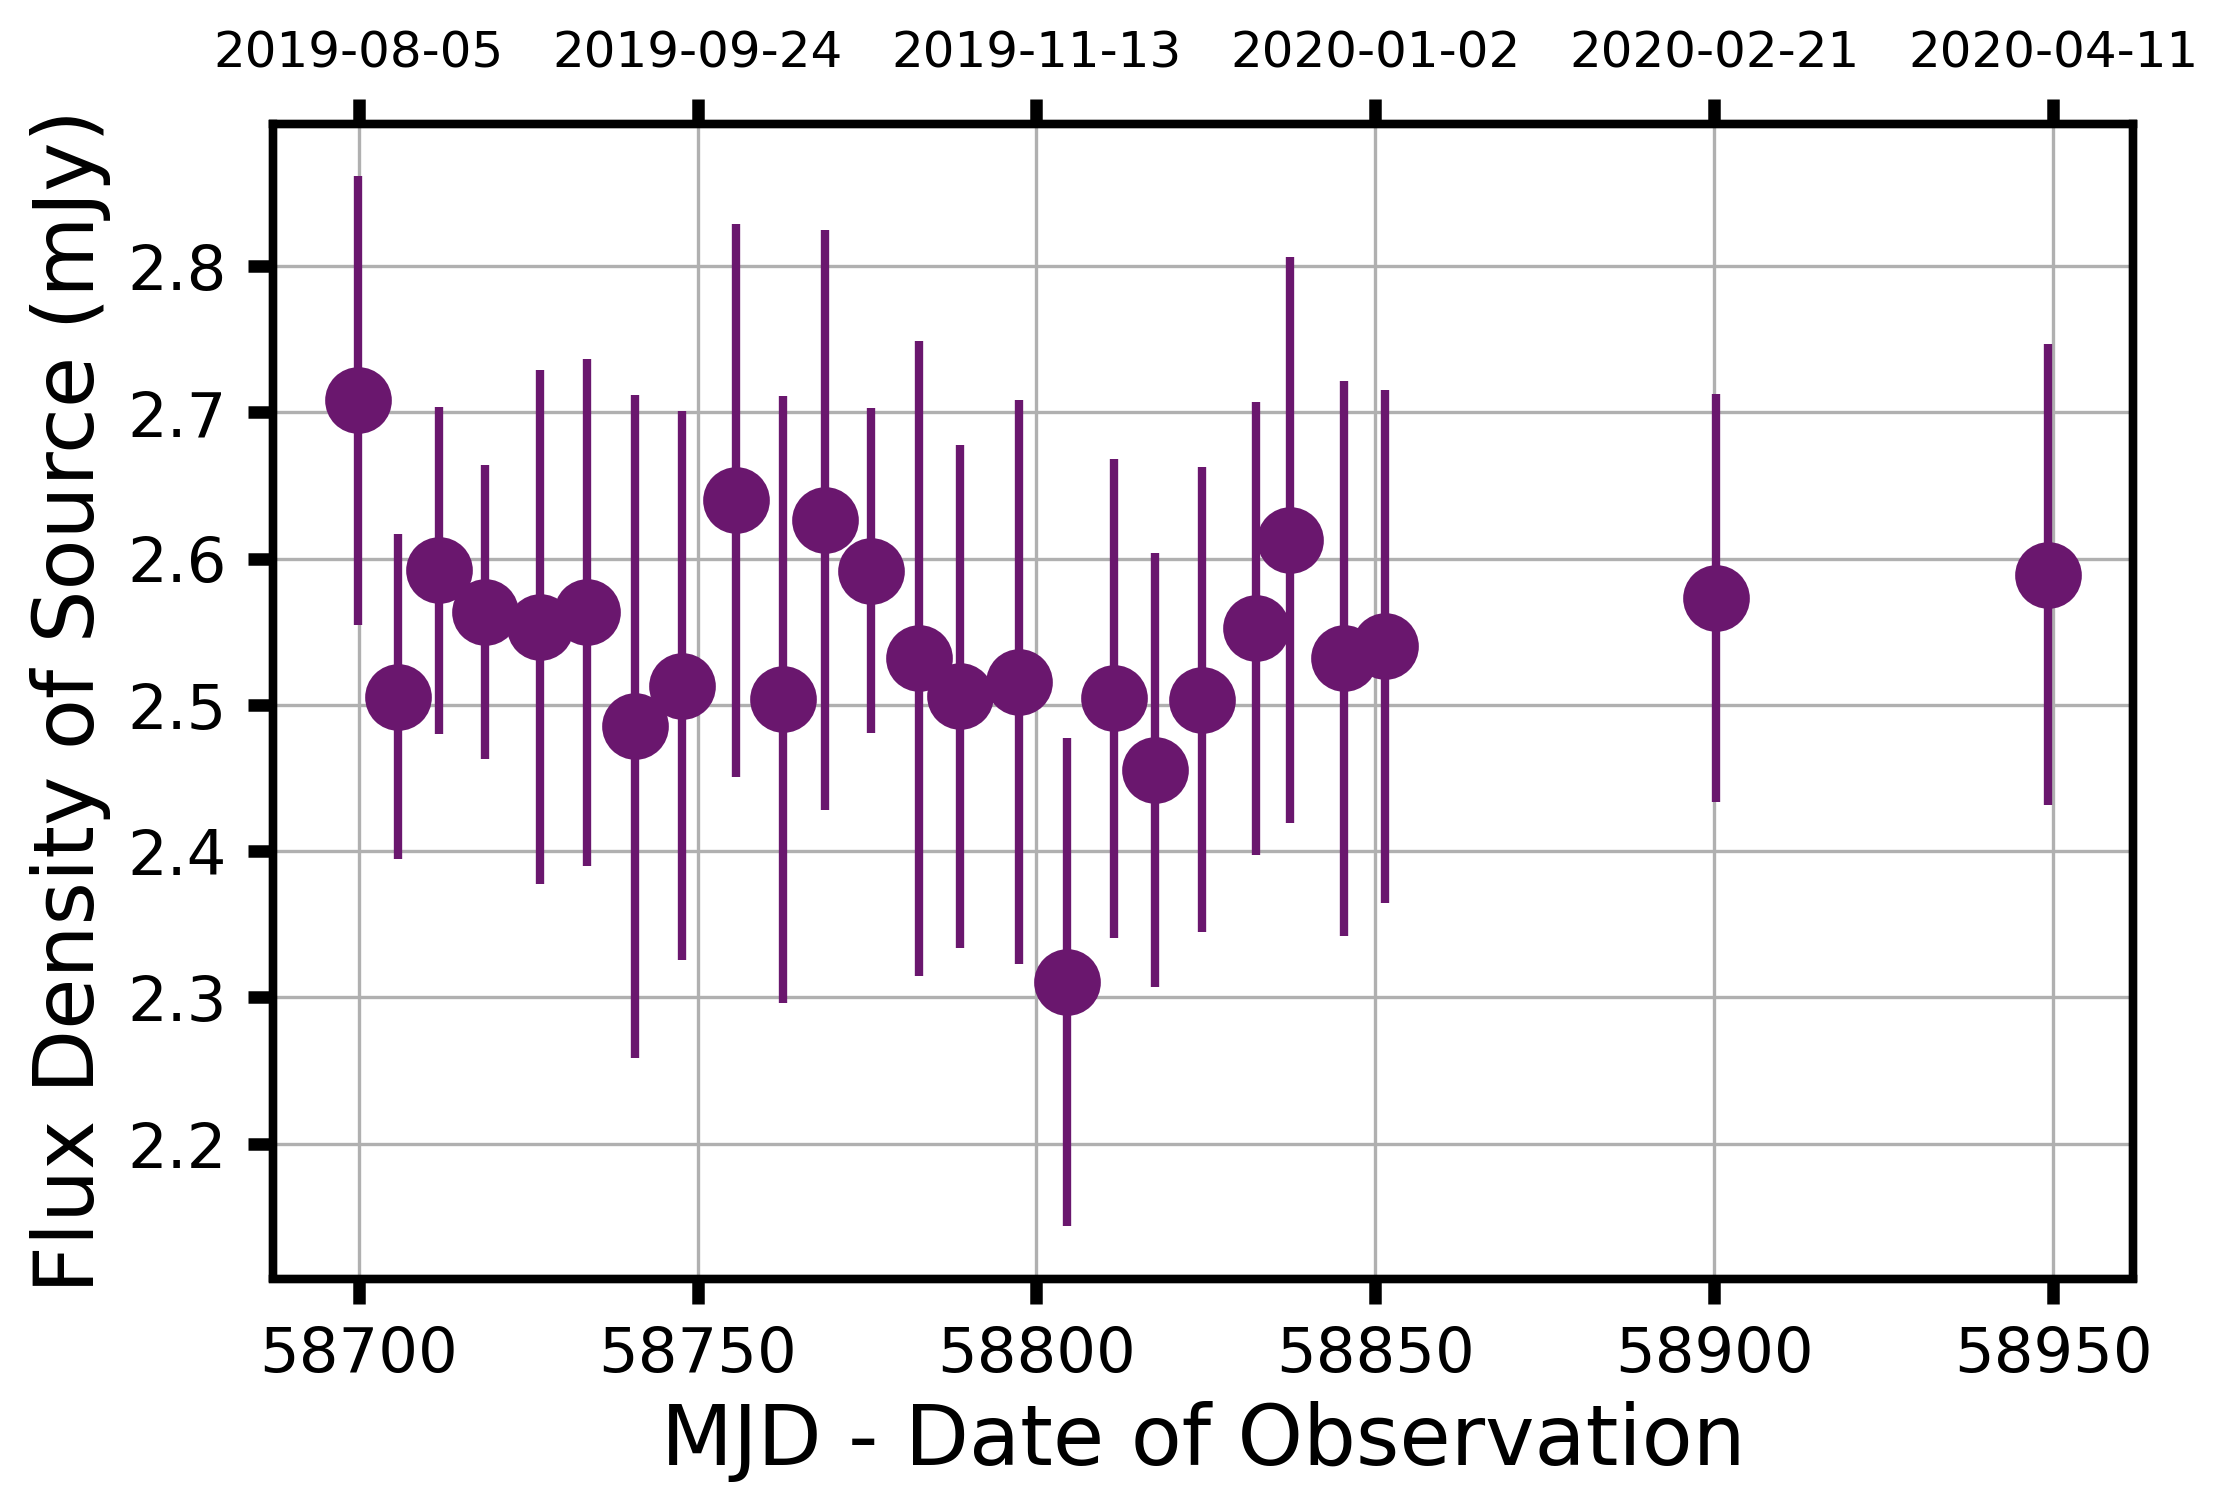 2019-08-05 2019-09-24 2019-11-13 2020-01-02 2020-02-21 2020-04-11
Flux Density of Source (mJy)
2.8
2.7
2.6
2.5
2.4
2.3
2.2
58700 58750 58800 58850 58900 58950
MJD - Date of Observation